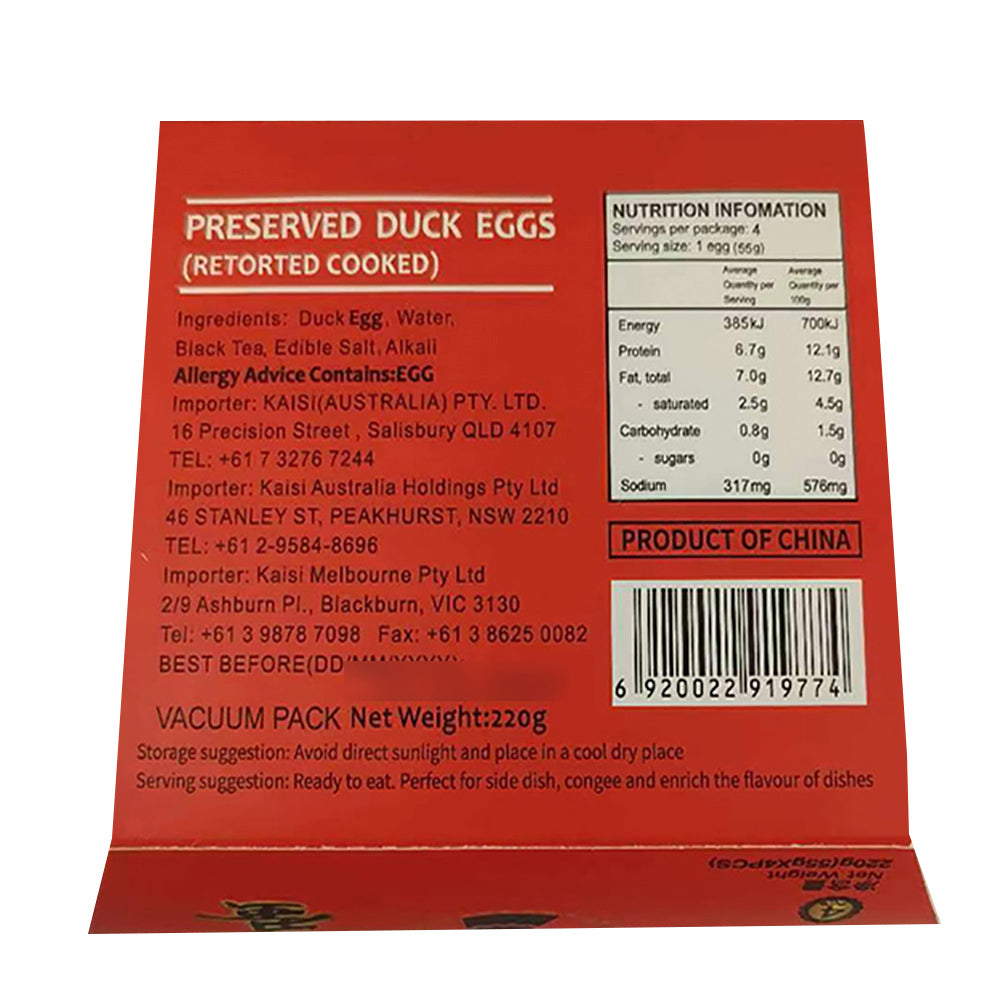 PRESERVED DUCK EGGS
(RETORTED COOKED)
Ingredients: Duck Egg, Water,
Black Tea, Edible Salt, Alkali
Allergy Advice Contains:EGG
Importer: KAISI(AUSTRALIA) PTY. LTD.
16 Precision Street , Salisbury QLD 4107
TEL: +61 7 3276 7244
Importer: Kaisi Australia Holdings Pty Ltd
46 STANLEY ST, PEAKHURST, NSW 2210
TEL: +61 2-9584-8696
Importer: Kaisi Melbourne Pty Ltd
2/9 Ashburn Pl., Blackburn, VIC 3130
Tel: +61 3 9878 7098 Fax: +61 3 8625 0082
BEST BEFORE(DD/MM/YYYY):
VACUUM PACK Net Weight:220g
Storage suggestion: Avoid direct sunlight and place in a cool dry place
Serving suggestion: Ready to eat. Perfect for side dish, congee and enrich the flavour of dishes
NUTRITION INFOMATION
Servings per package: 4
Serving size: 1 egg (55g)
Average Quantity per Serving Average Quantity per 100g
Energy 385kJ 700kJ
Protein 6.7g 12.1g
Fat, total 7.0g 12.7g
- saturated 2.5g 4.5g
Carbohydrate 0.8g 1.5g
- sugars 0g 0g
Sodium 317mg 576mg
PRODUCT OF CHINA
6 920022 919774
净含量
Net Weight
220g(55gX4PCS)